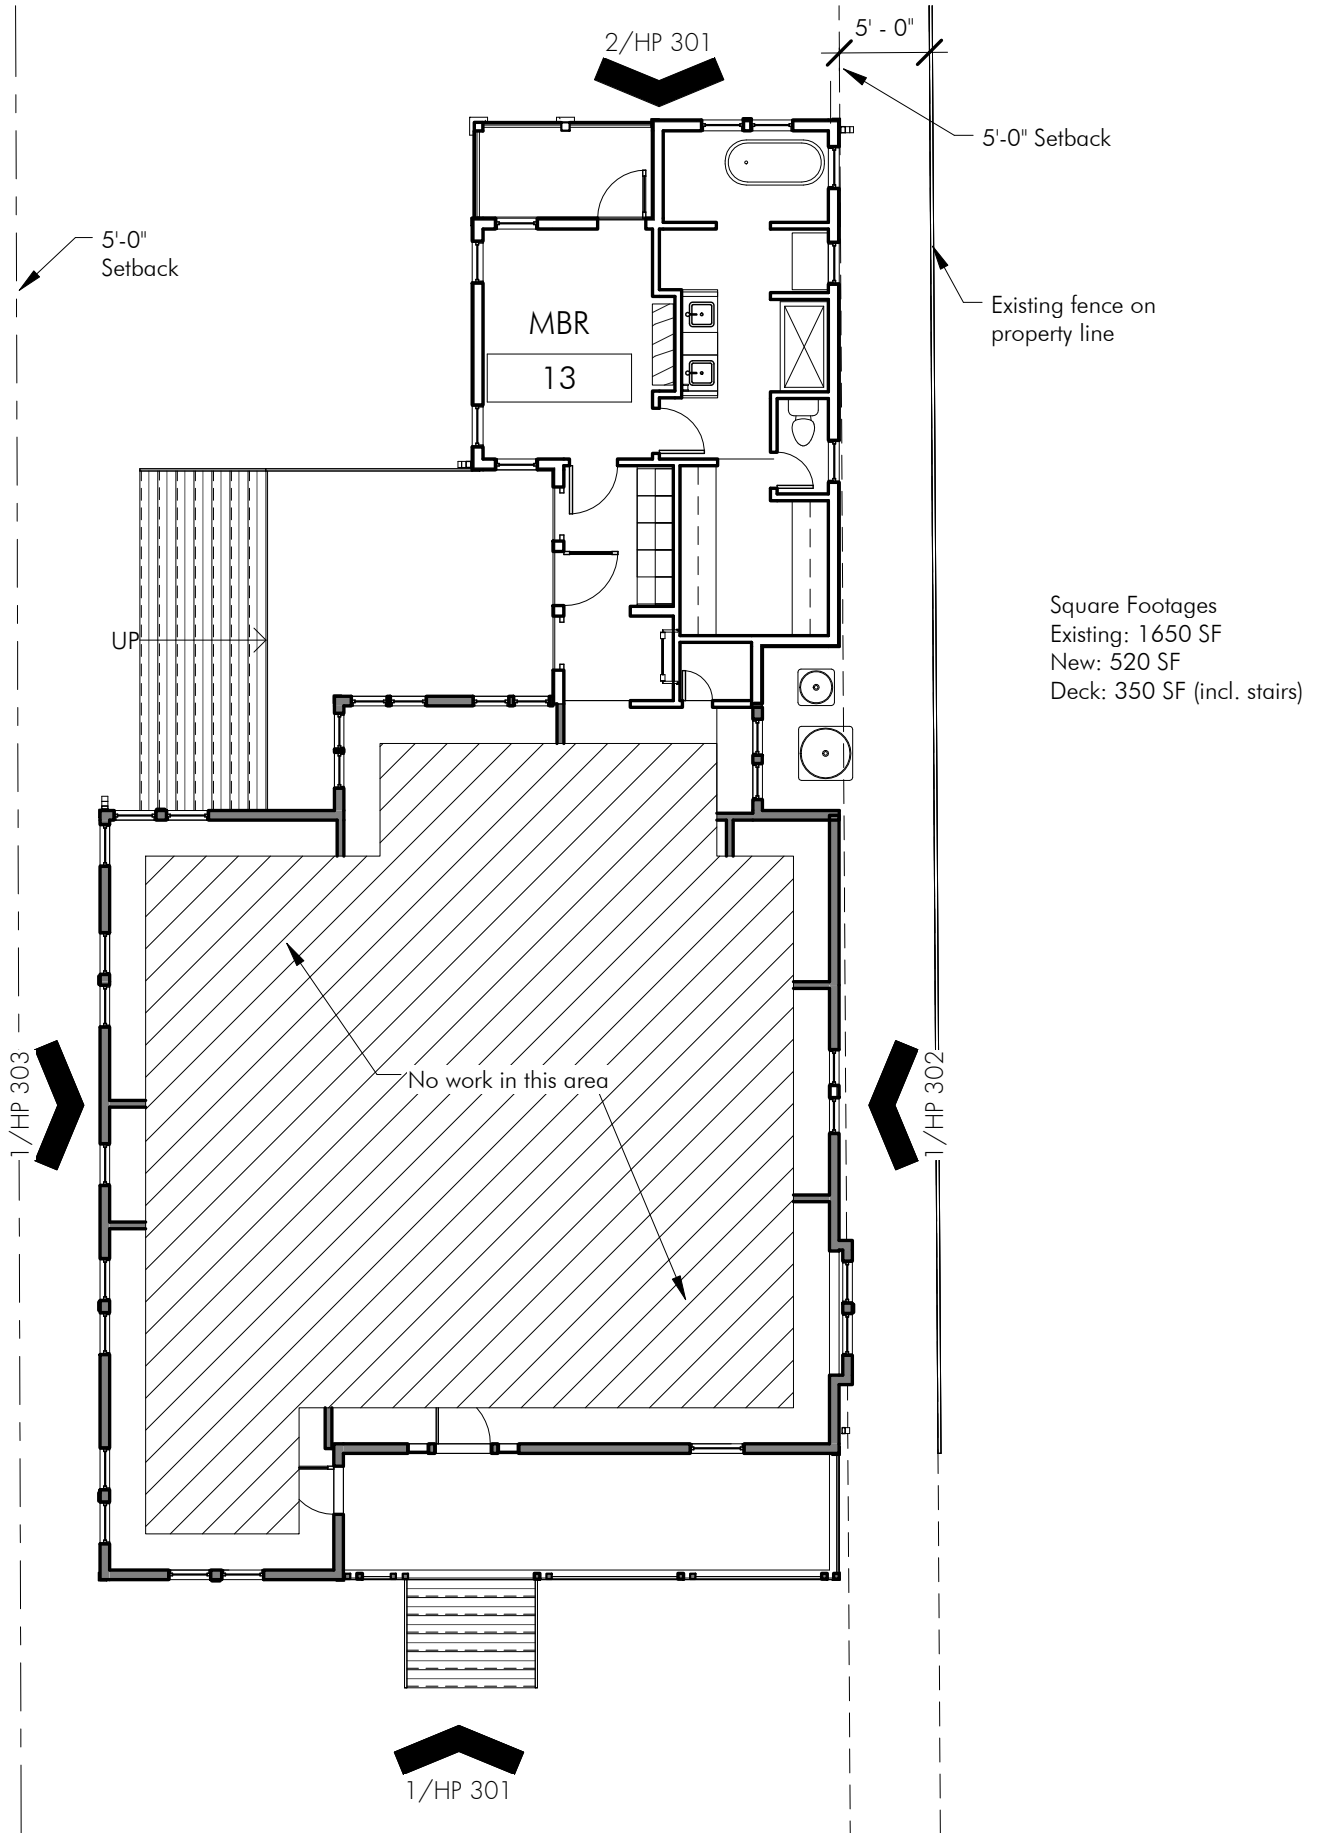 5' - 0"
2/HP 301
5'-0" Setback
5'-0"
Setback
Existing fence on
property line
MBR
13
Square Footages
Existing: 1650 SF
New: 520 SF
Deck: 350 SF (incl. stairs)
UP
No work in this area
1/HP 303
1/HP 302
1/HP 301